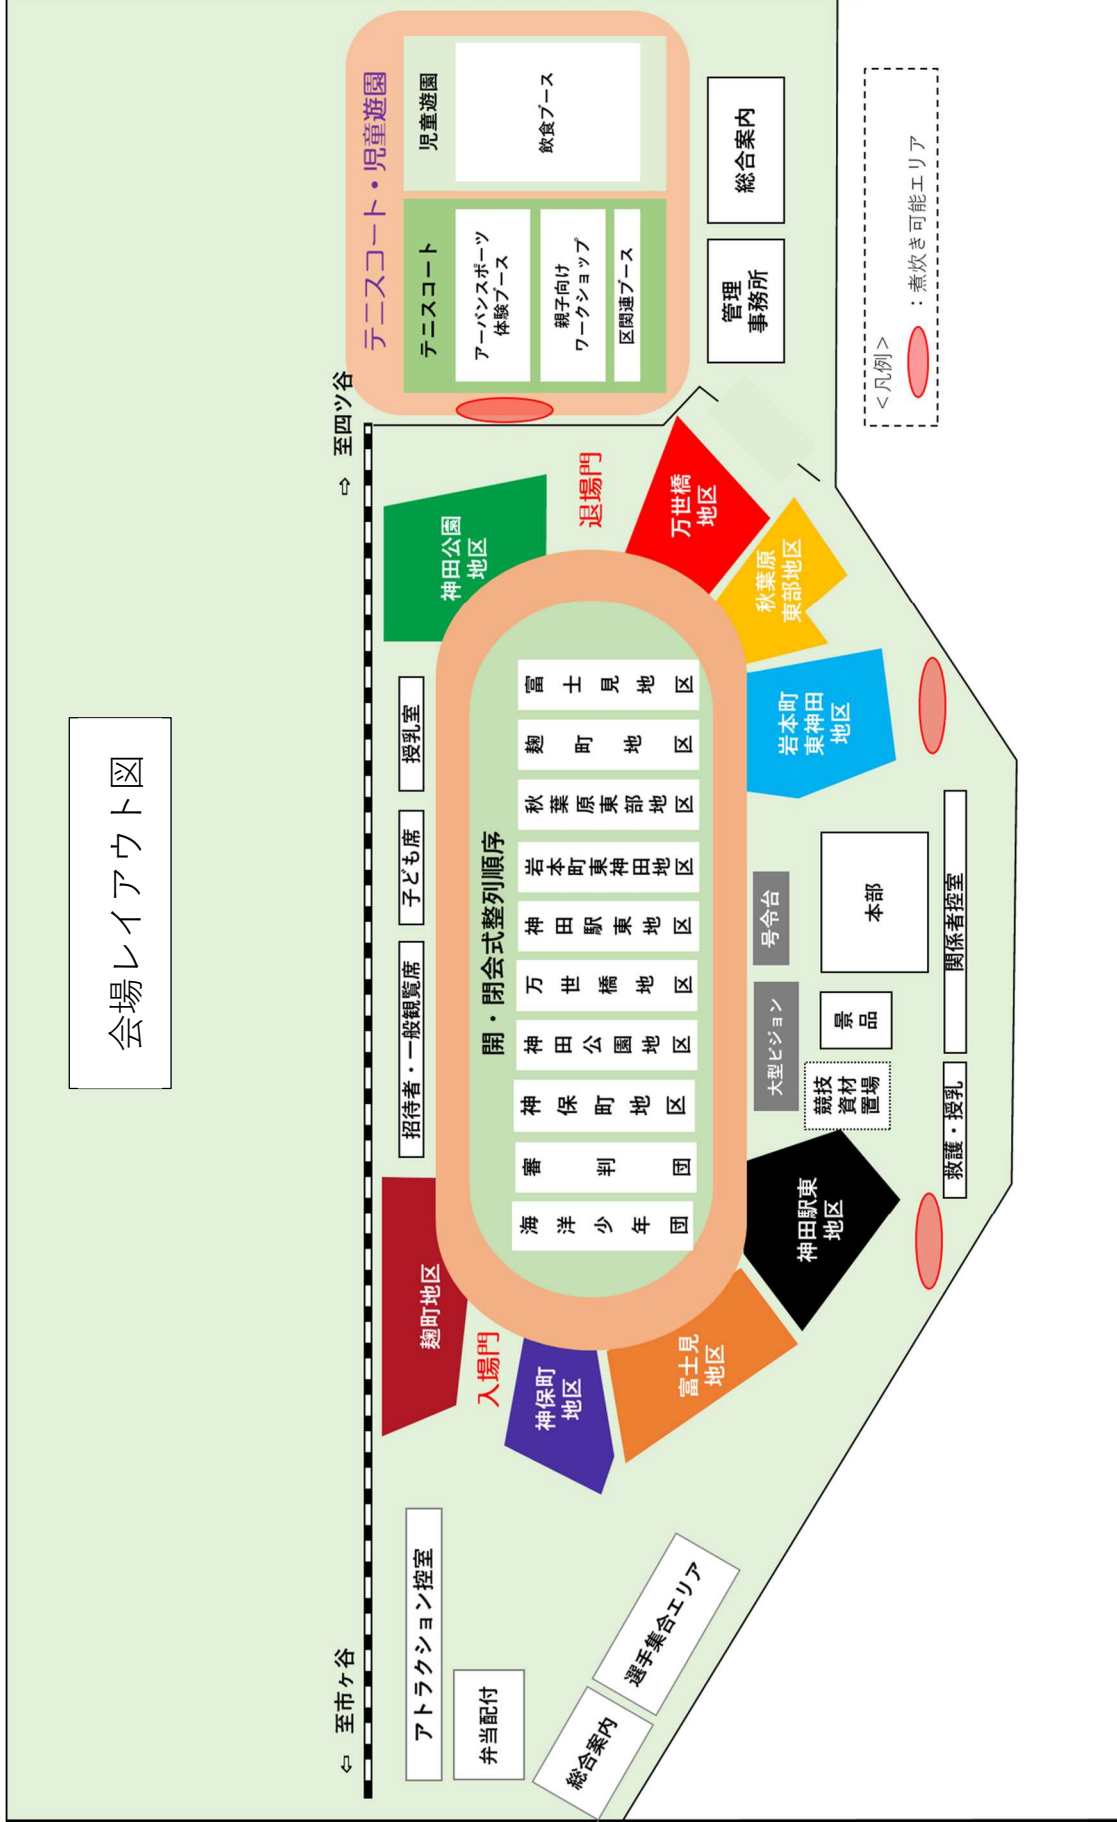 会場レイアウト図
⇦ 至市ヶ谷
至四ツ谷 ⇨
テニスコート・児童遊園
テニスコート
アーバンスポーツ
体験ブース
親子向け
ワークショップ
区関連ブース
児童遊園
飲食ブース
管理
事務所
総合案内
アトラクション控室
弁当配付
総合案内
選手集合エリア
麹町地区
招待者・一般観覧席
子ども席
授乳室
神田公園
地区
入場門
退場門
神保町
地区
富士見
地区
神田駅東
地区
万世橋
地区
秋葉原
東部地区
岩本町
東神田
地区
開・閉会式整列順序
海洋少年団
審判団
神保町地区
神田公園地区
万世橋地区
神田駅東地区
岩本町東神田地区
秋葉原東部地区
麹町地区
富士見地区
大型ビジョン
号令台
競技
資材
置場
景
品
本部
救護・授乳
関係者控室
<凡例>
：煮炊き可能エリア